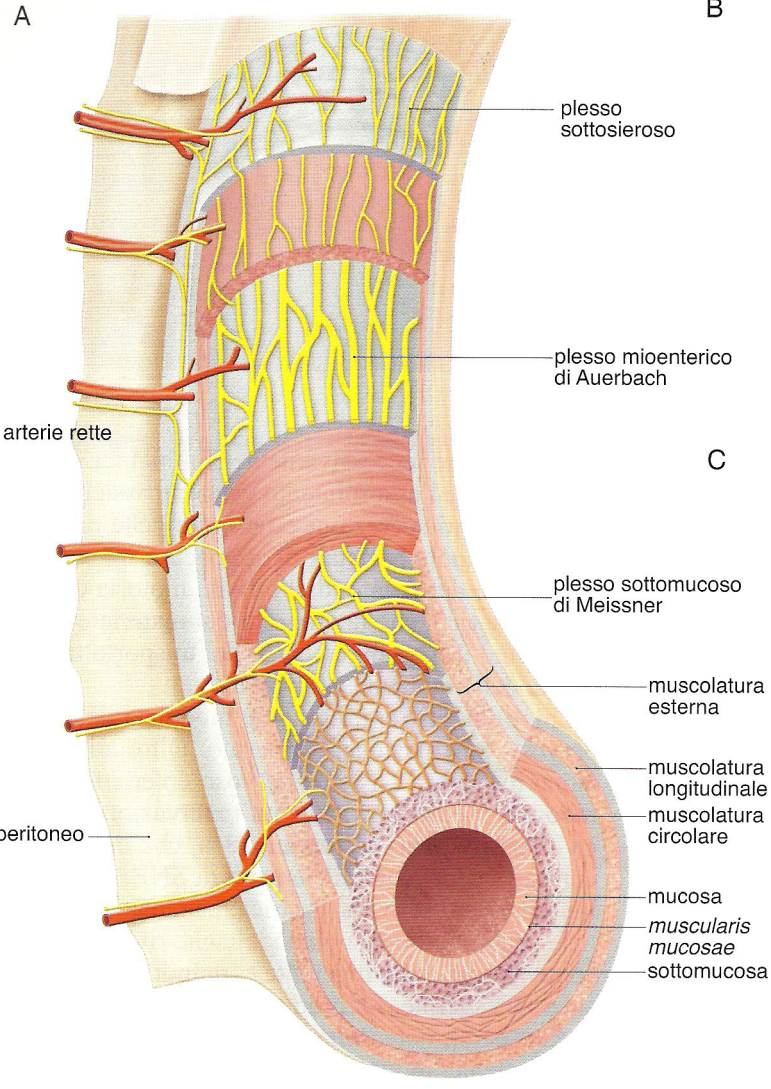 A
B
plesso
sottosieroso
plesso mioenterico
di Auerbach
arterie rette
C
plesso sottomucoso
di Meissner
muscolatura
esterna
muscolatura
longitudinale
muscolatura
circolare
peritoneo
mucosa
muscularis
mucosae
sottomucosa